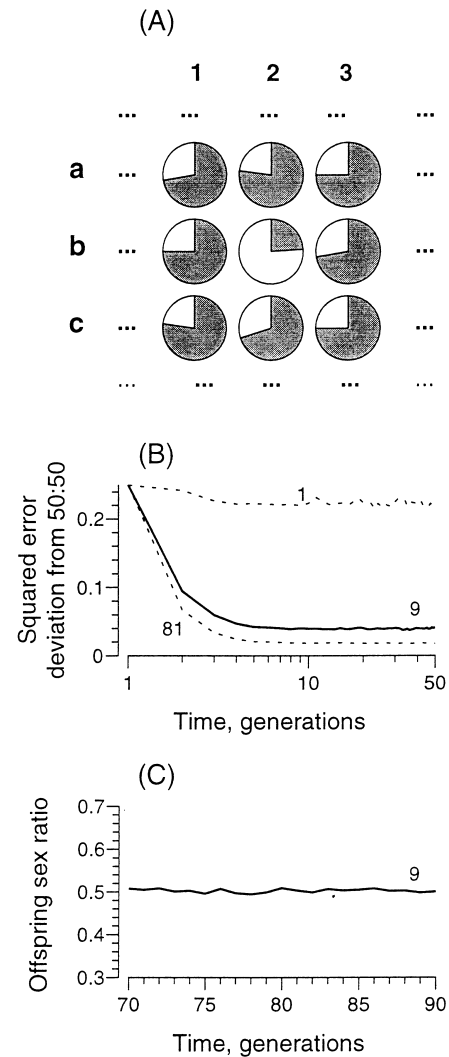 (A)
1 2 3
... ... ... ... ...
a ... ...
b ... ...
c ... ...
... ... ... ... ...
(B)
Squared error
deviation from 50:50
0.2
0.1
0
1
9
81
1 10 50
Time, generations
(C)
Offspring sex ratio
0.7
0.6
0.5
0.4
0.3
9
70 75 80 85 90
Time, generations